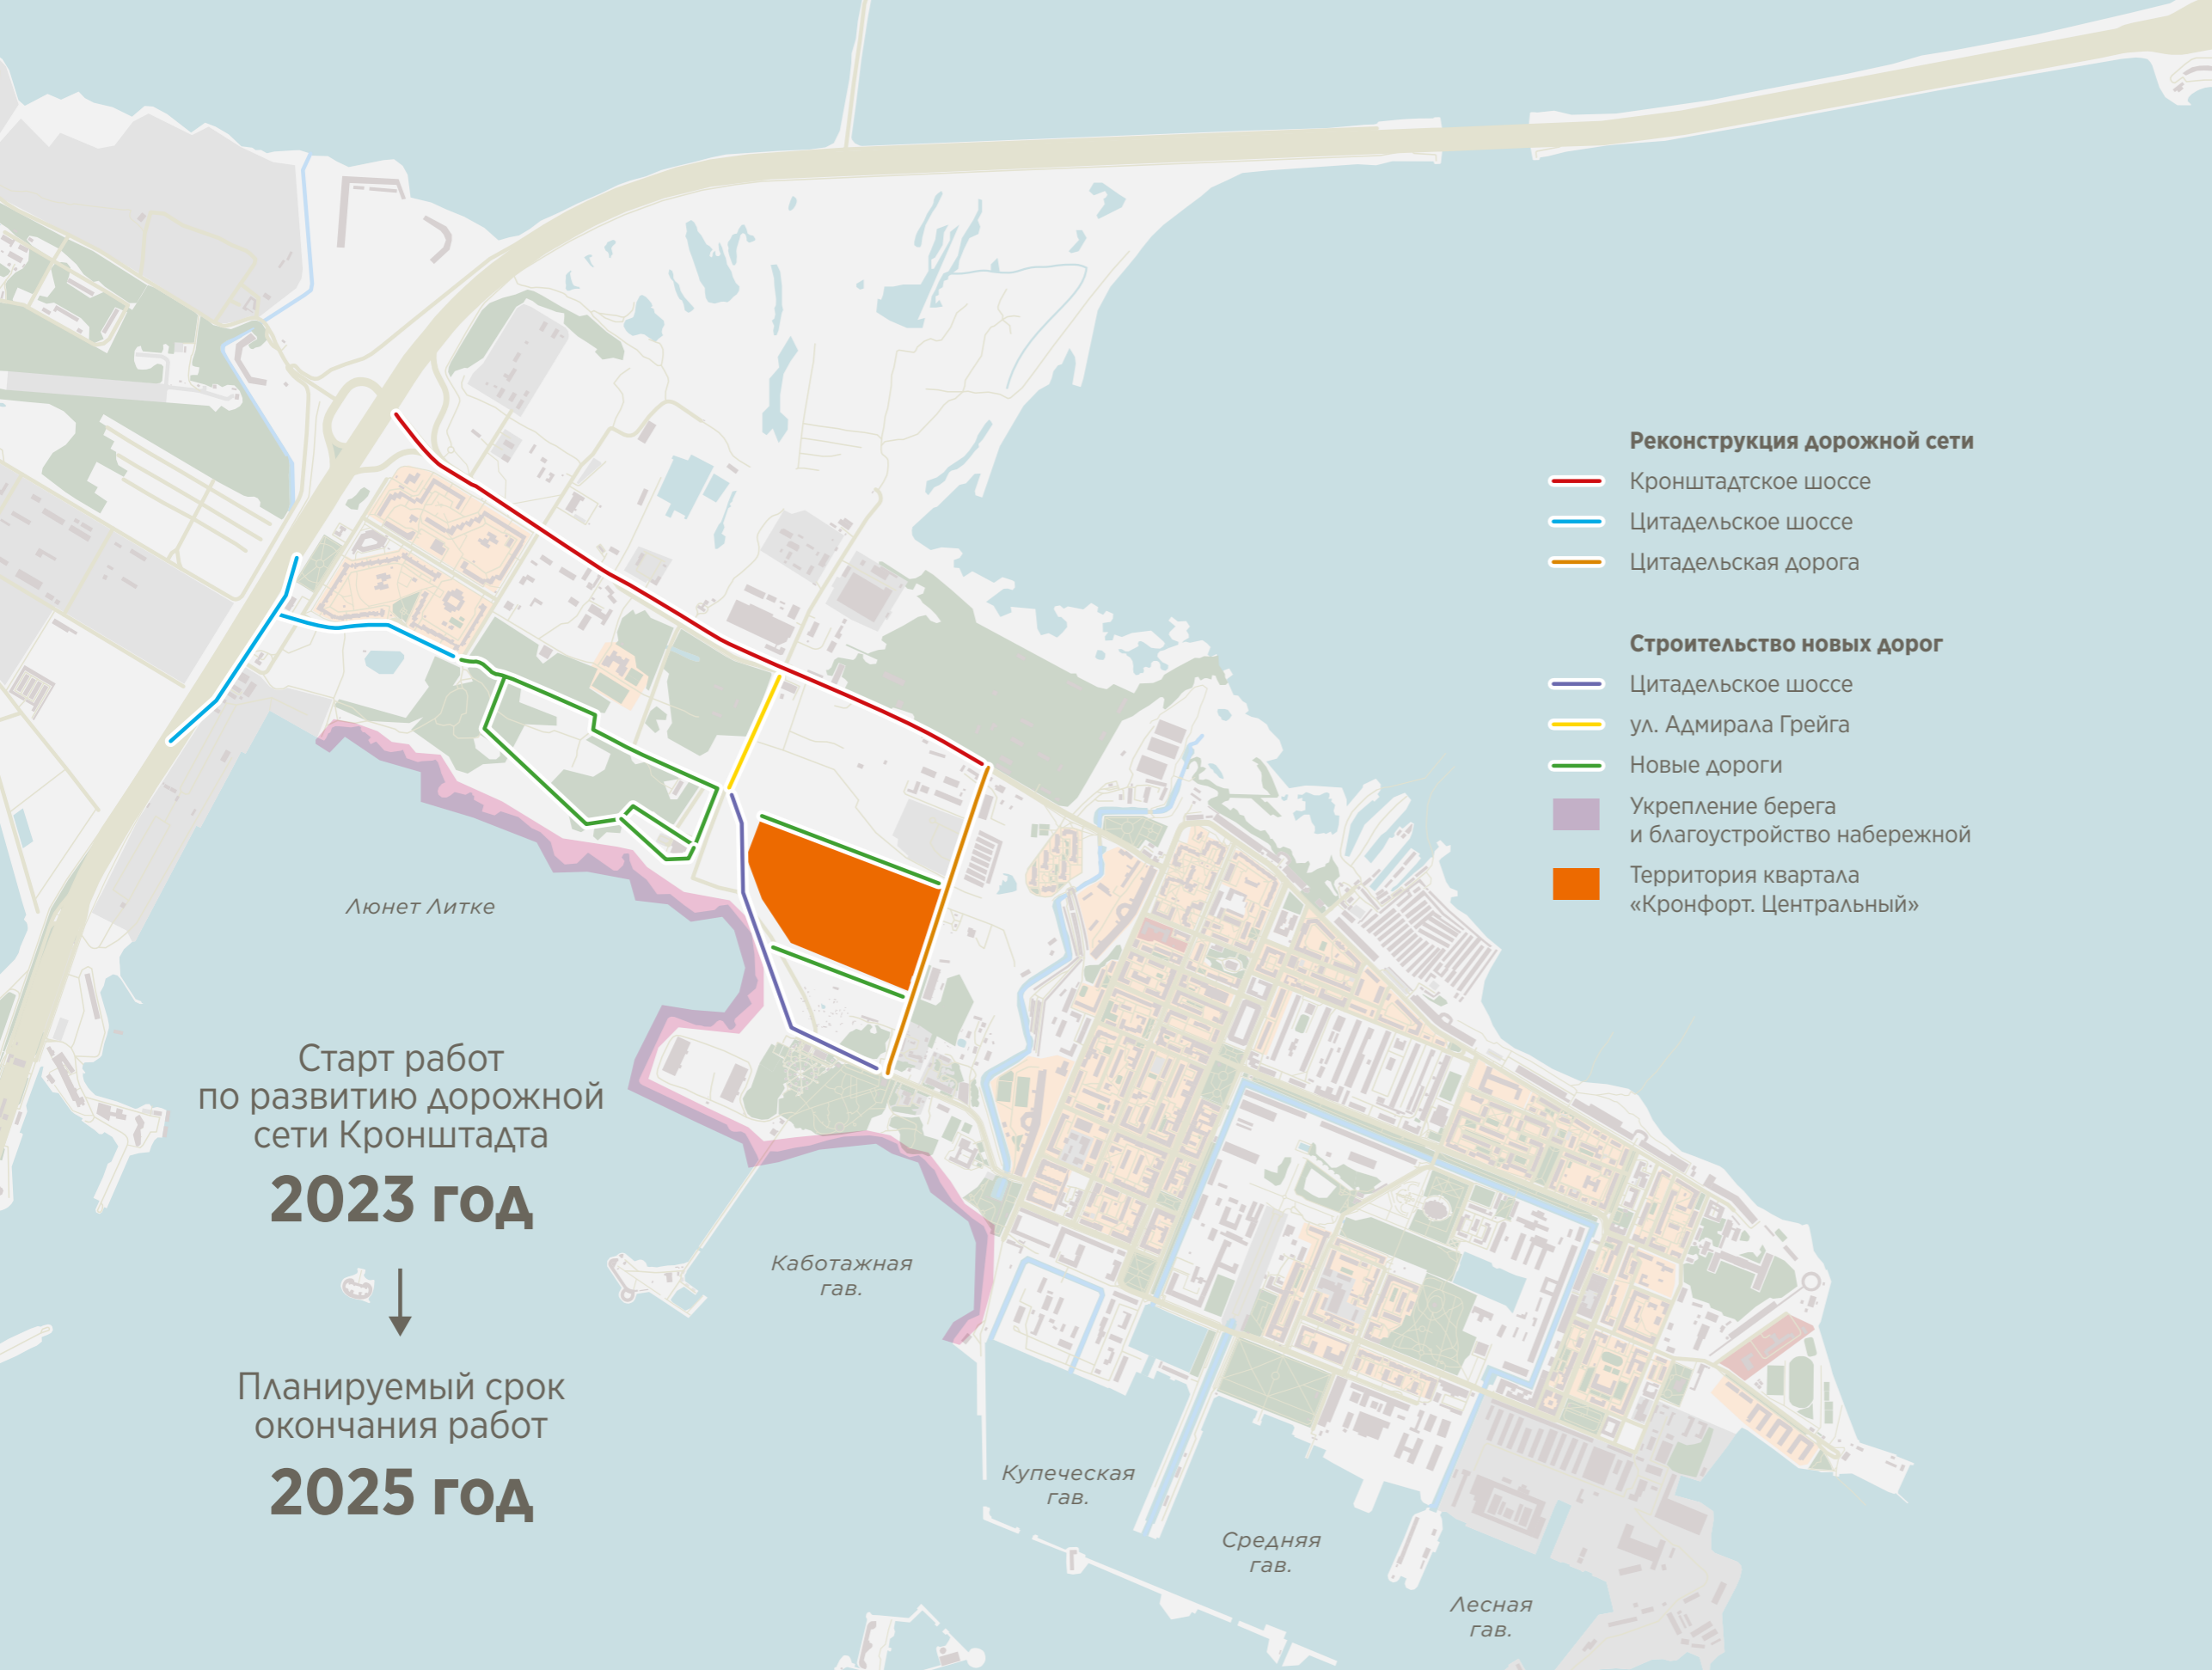 Реконструкция дорожной сети
Кронштадтское шоссе
Цитадельское шоссе
Цитадельская дорога
Строительство новых дорог
Цитадельское шоссе
ул. Адмирала Грейга
Новые дороги
Укрепление берега
и благоустройство набережной
Территория квартала
«Кронфорт. Центральный»
Люнет Литке
Старт работ
по развитию дорожной
сети Кронштадта
2023 год
Планируемый срок
окончания работ
2025 год
Каботажная
гав.
Купеческая
гав.
Средняя
гав.
Лесная
гав.